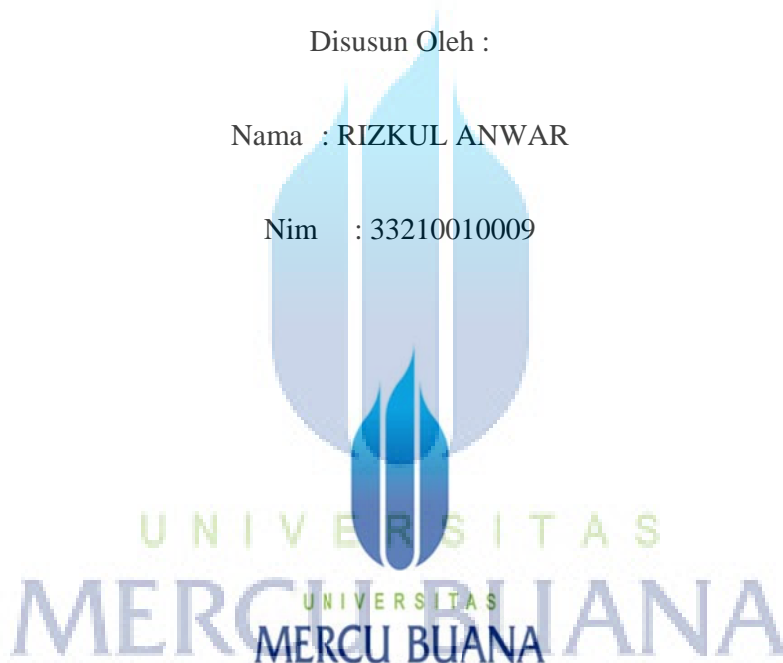 Disusun Oleh :
Nama : RIZKUL ANWAR
Nim : 33210010009
UNIVERSITAS
MERCU BUANA
UNIVERSITAS
MERCU BUANA